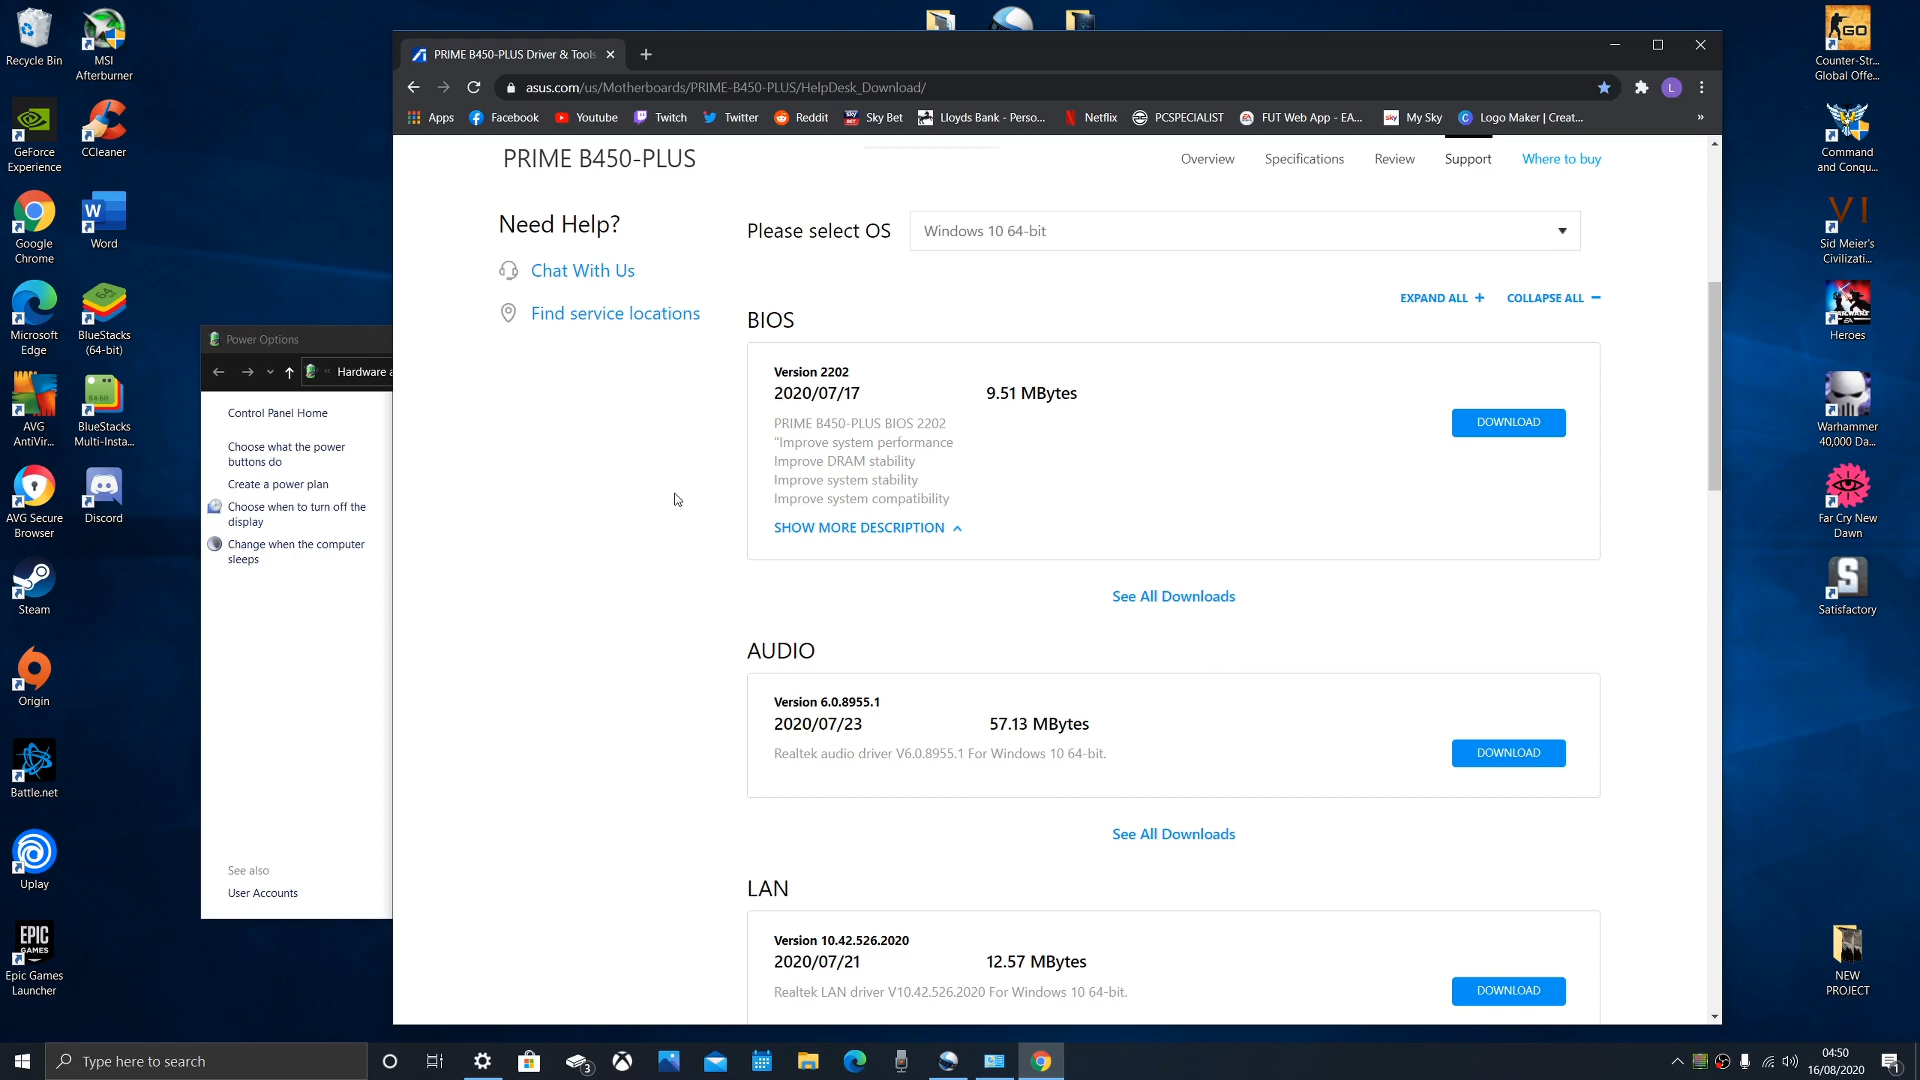 Recycle Bin
MSI
Afterburner
GeForce
Experience
CCleaner
Google
Chrome
Word
Microsoft
Edge
BlueStacks
(64-bit)
AVG
AntiVir...
BlueStacks
Multi-Insta...
AVG Secure
Browser
Discord
Steam
Origin
Battle.net
Uplay
EPIC
GAMES
Epic Games
Launcher
Power Options
Hardware a
Control Panel Home
Choose what the power
buttons do
Create a power plan
Choose when to turn off the
display
Change when the computer
sleeps
See also
User Accounts
PRIME B450-PLUS Driver & Tools
asus.com/us/Motherboards/PRIME-B450-PLUS/HelpDesk_Download/
L
Apps
Facebook
Youtube
Twitch
Twitter
Reddit
Sky Bet
Lloyds Bank - Perso...
Netflix
PCSPECIALIST
FUT Web App - EA...
My Sky
Logo Maker | Creat...
PRIME B450-PLUS
Overview
Specifications
Review
Support
Where to buy
Need Help?
Chat With Us
Find service locations
Please select OS
Windows 10 64-bit
EXPAND ALL +
COLLAPSE ALL −
BIOS
Version 2202
2020/07/17
9.51 MBytes
PRIME B450-PLUS BIOS 2202
"Improve system performance
Improve DRAM stability
Improve system stability
Improve system compatibility
SHOW MORE DESCRIPTION
DOWNLOAD
See All Downloads
AUDIO
Version 6.0.8955.1
2020/07/23
57.13 MBytes
Realtek audio driver V6.0.8955.1 For Windows 10 64-bit.
DOWNLOAD
See All Downloads
LAN
Version 10.42.526.2020
2020/07/21
12.57 MBytes
Realtek LAN driver V10.42.526.2020 For Windows 10 64-bit.
DOWNLOAD
GO
Counter-Str...
Global Offe...
Command
and Conqu...
VI
Sid Meier's
Civilizati...
Heroes
Warhammer
40,000 Da...
Far Cry New
Dawn
Satisfactory
NEW
PROJECT
Type here to search
3
04:50
16/08/2020
1